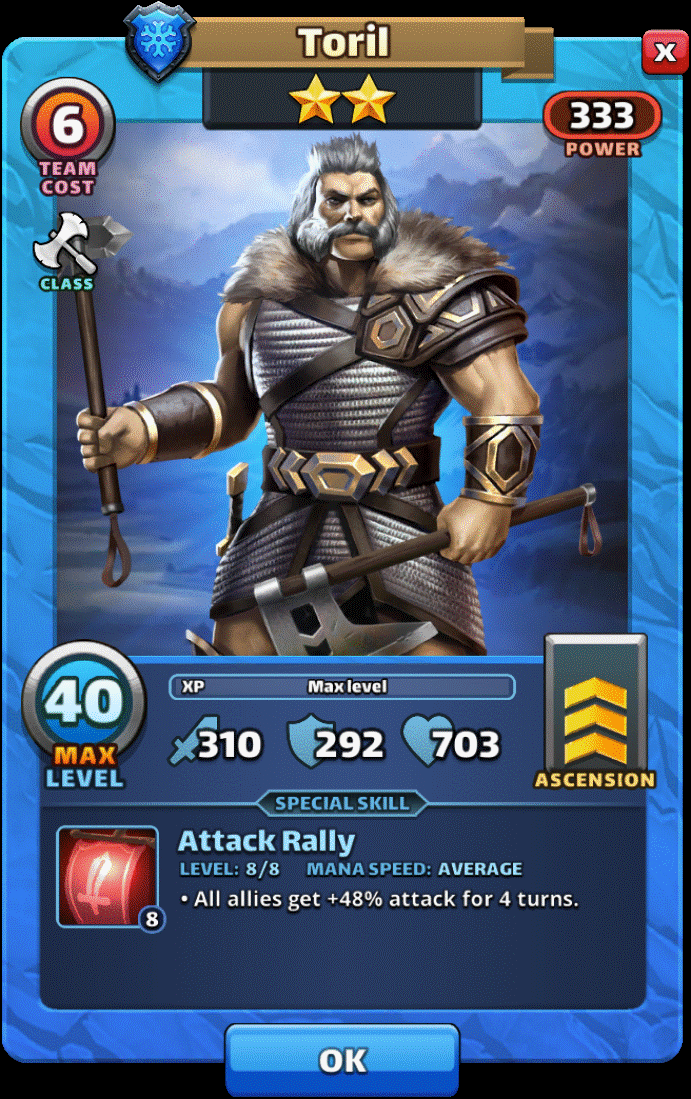 Toril
X
6
TEAM
COST
333
POWER
CLASS
40
MAX
LEVEL
XP Max level
310 292 703
ASCENSION
SPECIAL SKILL
Attack Rally
LEVEL: 8/8 MANA SPEED: AVERAGE
• All allies get +48% attack for 4 turns.
8
OK